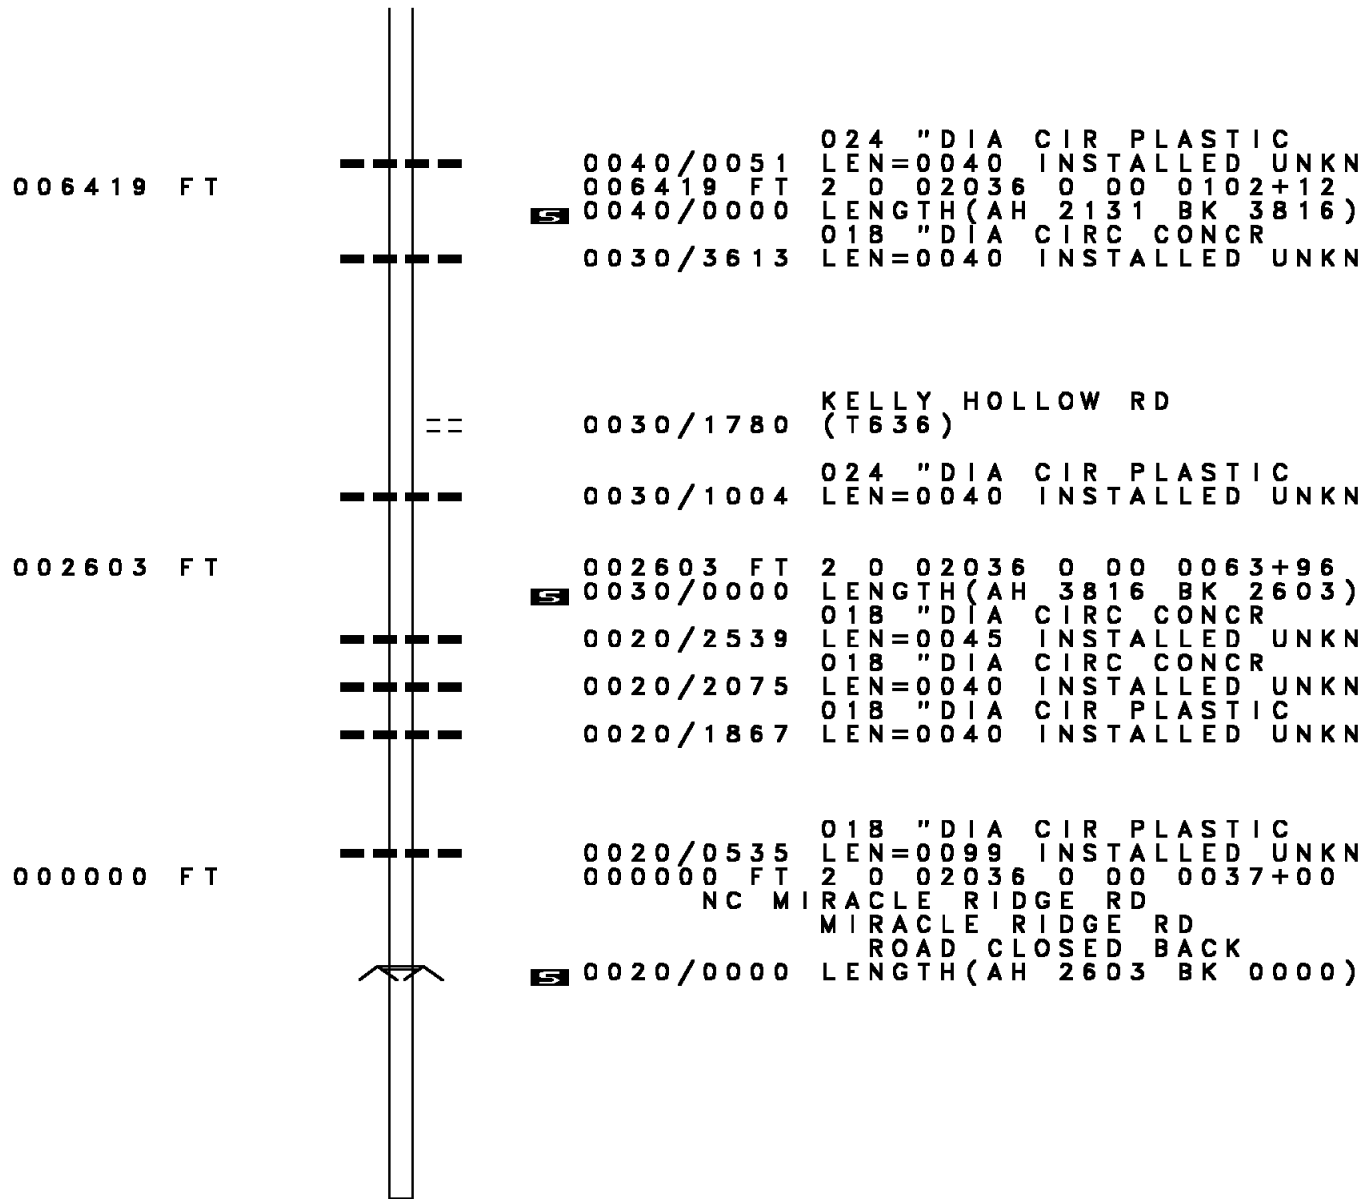 024 "DIA CIR PLASTIC
0040/0051 LEN=0040 INSTALLED UNKN
006419 FT 006419 FT 2 0 02036 0 00 0102+12
S 0040/0000 LENGTH(AH 2131 BK 3816)
018 "DIA CIRC CONCR
0030/3613 LEN=0040 INSTALLED UNKN
KELLY HOLLOW RD
0030/1780 (T636)
024 "DIA CIR PLASTIC
0030/1004 LEN=0040 INSTALLED UNKN
002603 FT 002603 FT 2 0 02036 0 00 0063+96
S 0030/0000 LENGTH(AH 3816 BK 2603)
018 "DIA CIRC CONCR
0020/2539 LEN=0045 INSTALLED UNKN
018 "DIA CIRC CONCR
0020/2075 LEN=0040 INSTALLED UNKN
018 "DIA CIR PLASTIC
0020/1867 LEN=0040 INSTALLED UNKN
018 "DIA CIR PLASTIC
0020/0535 LEN=0099 INSTALLED UNKN
000000 FT 000000 FT 2 0 02036 0 00 0037+00
NC MIRACLE RIDGE RD
MIRACLE RIDGE RD
ROAD CLOSED BACK
S 0020/0000 LENGTH(AH 2603 BK 0000)